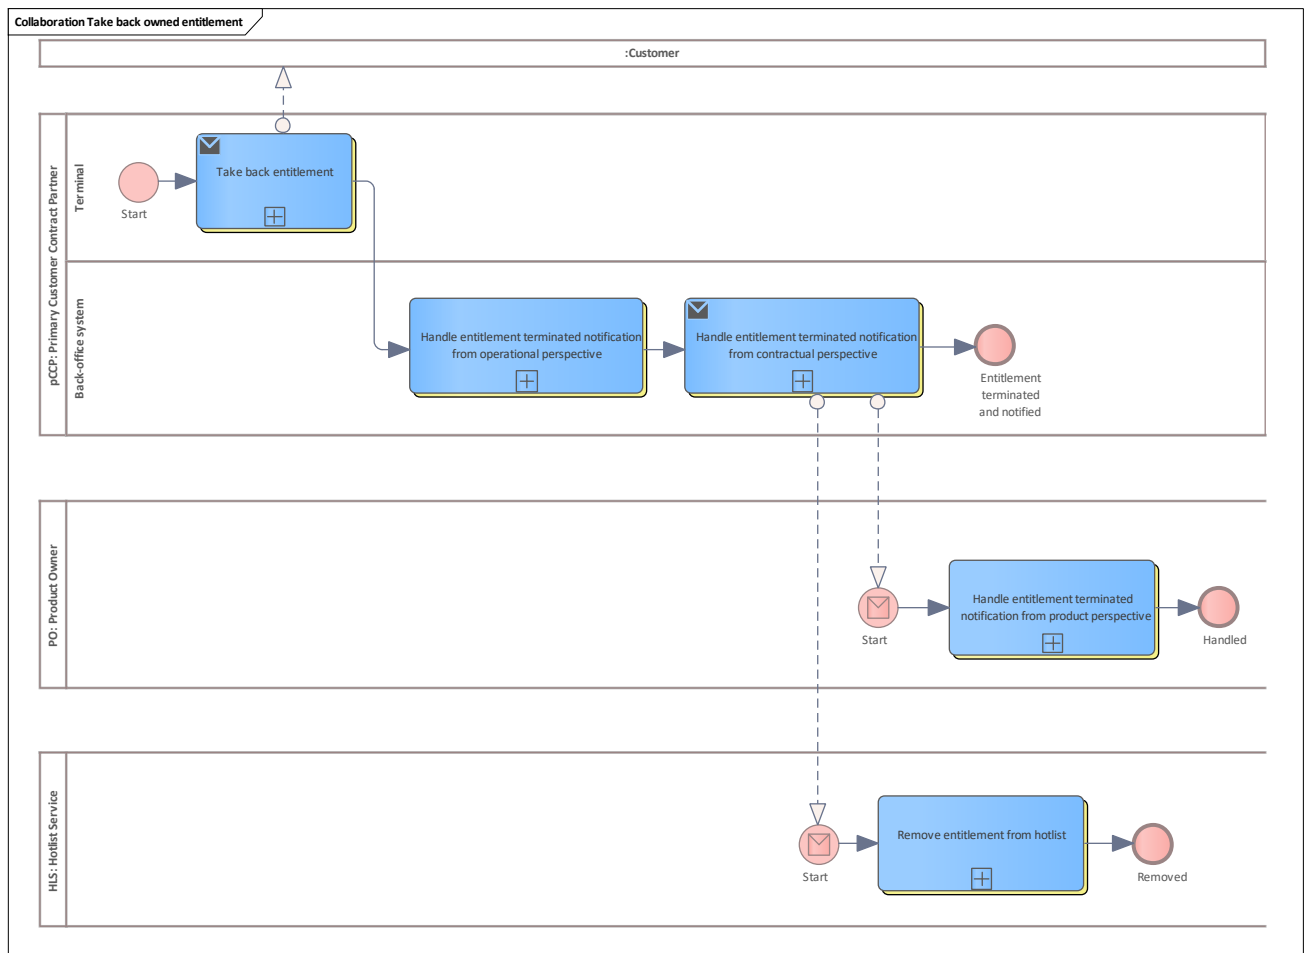 Collaboration Take back owned entitlement
:Customer
pCCP: Primary Customer Contract Partner
Terminal
Start
Take back entitlement
Back-office system
Handle entitlement terminated notification
from operational perspective
Handle entitlement terminated notification
from contractual perspective
Entitlement
terminated
and notified
PO: Product Owner
Start
Handle entitlement terminated
notification from product perspective
Handled
HLS: Hotlist Service
Start
Remove entitlement from hotlist
Removed